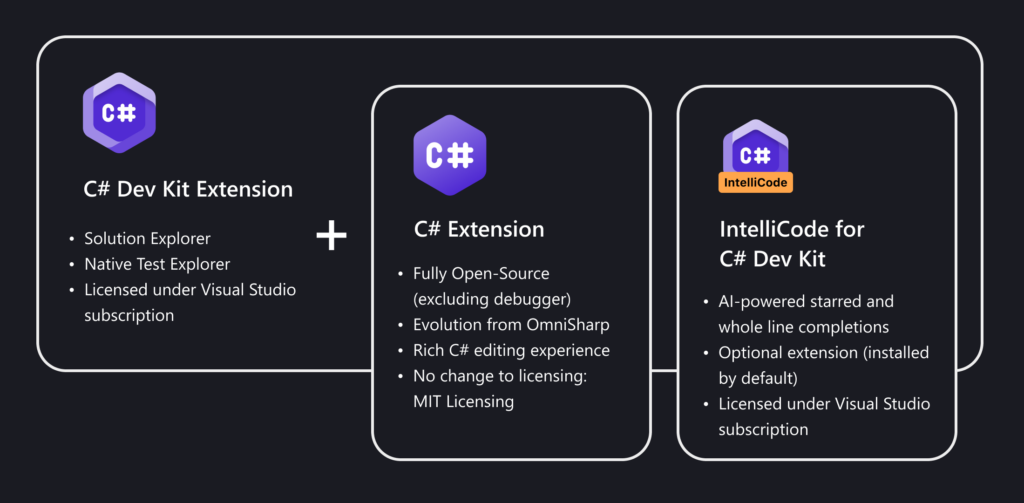 C#
C# Dev Kit Extension
• Solution Explorer
• Native Test Explorer
• Licensed under Visual Studio
subscription
+
C#
C# Extension
• Fully Open-Source
(excluding debugger)
• Evolution from OmniSharp
• Rich C# editing experience
• No change to licensing:
MIT Licensing
C#
IntelliCode
IntelliCode for
C# Dev Kit
• AI-powered starred and
whole line completions
• Optional extension (installed
by default)
• Licensed under Visual Studio
subscription